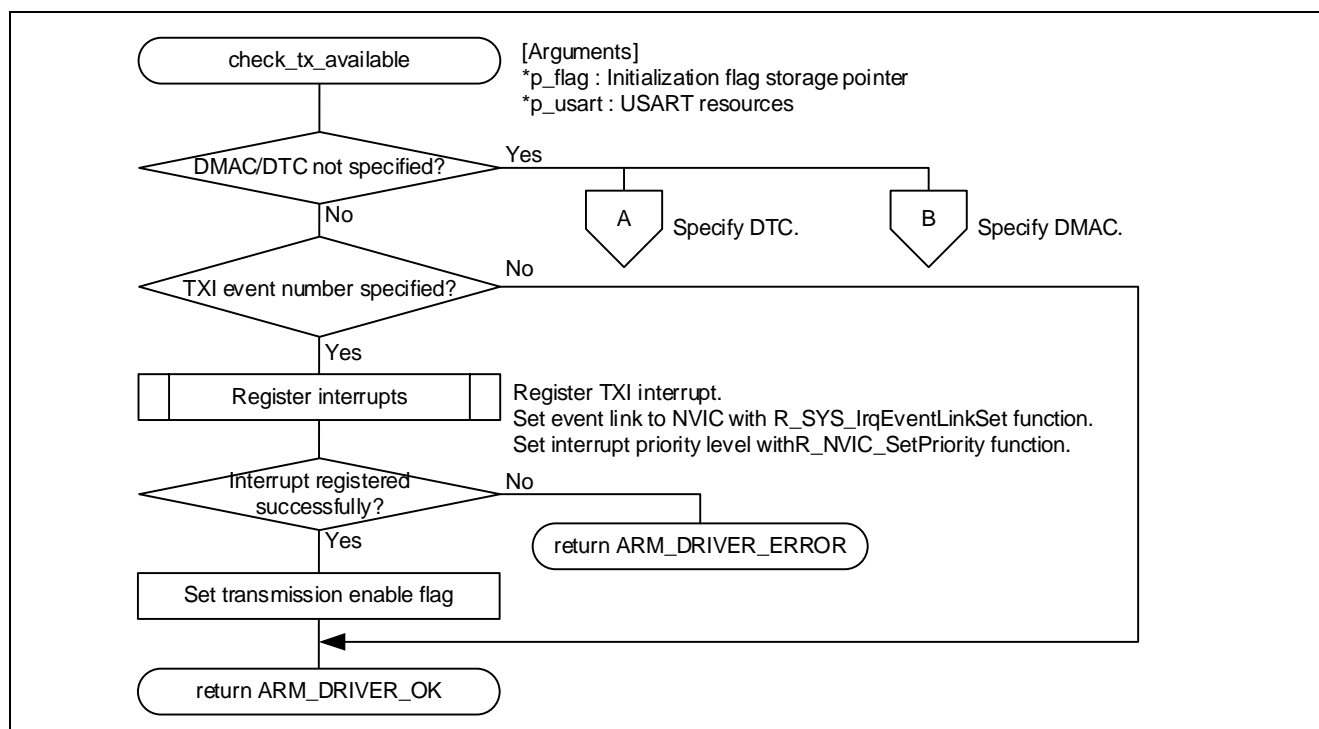 check_tx_available
[Arguments]
*p_flag : Initialization flag storage pointer
*p_usart : USART resources
DMAC/DTC not specified?
Yes
No
A
Specify DTC.
B
Specify DMAC.
TXI event number specified?
No
Yes
Register interrupts
Register TXI interrupt.
Set event link to NVIC with R_SYS_IrqEventLinkSet function.
Set interrupt priority level withR_NVIC_SetPriority function.
Interrupt registered
successfully?
No
Yes
return ARM_DRIVER_ERROR
Set transmission enable flag
return ARM_DRIVER_OK